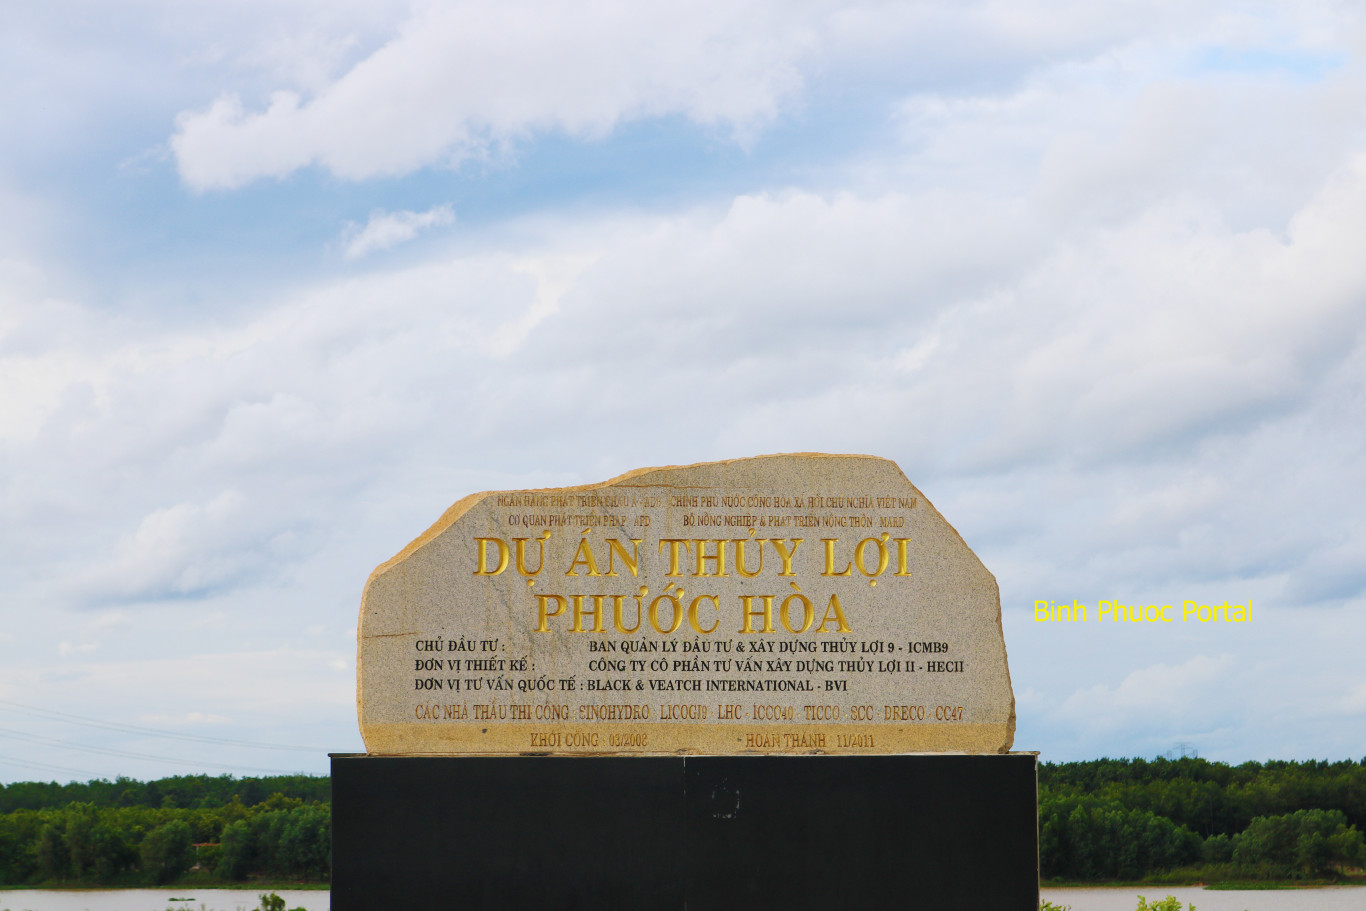 NGÂN HÀNG PHÁT TRIỂN CHÂU Á - ADB CHÍNH PHỦ NƯỚC CỘNG HÒA XÃ HỘI CHỦ NGHĨA VIỆT NAM
CƠ QUAN PHÁT TRIỂN PHÁP - AFD BỘ NÔNG NGHIỆP & PHÁT TRIỂN NÔNG THÔN - MARD
DỰ ÁN THỦY LỢI
PHƯỚC HÒA
CHỦ ĐẦU TƯ : BAN QUẢN LÝ ĐẦU TƯ & XÂY DỰNG THỦY LỢI 9 - ICMB9
ĐƠN VỊ THIẾT KẾ : CÔNG TY CỔ PHẦN TƯ VẤN XÂY DỰNG THỦY LỢI II - HECII
ĐƠN VỊ TƯ VẤN QUỐC TẾ : BLACK & VEATCH INTERNATIONAL - BVI
CÁC NHÀ THẦU THI CÔNG : SINOHYDRO - LICOGI9 - LHC - ICCO40 - TICCO - SCC - DRECO - CC47
KHỞI CÔNG : 03/2008 HOÀN THÀNH : 11/2011
Binh Phuoc Portal